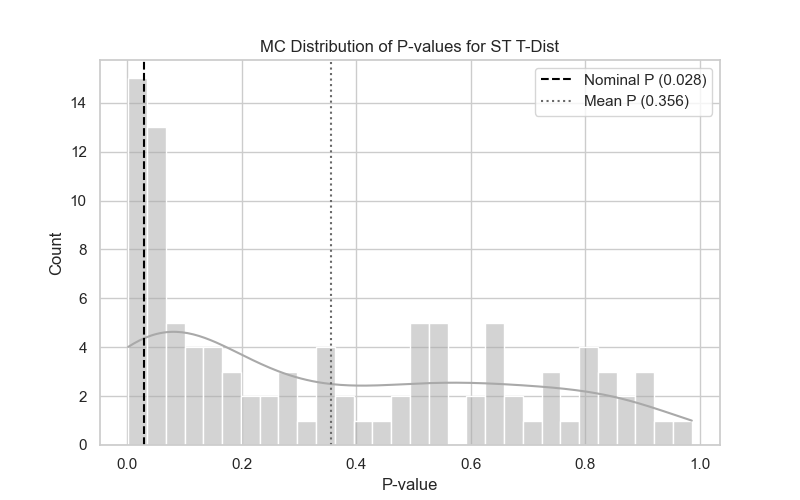 MC Distribution of P-values for ST T-Dist
Nominal P (0.028)
Mean P (0.356)
14
12
10
8
6
4
2
0
Count
0.0 0.2 0.4 0.6 0.8 1.0
P-value